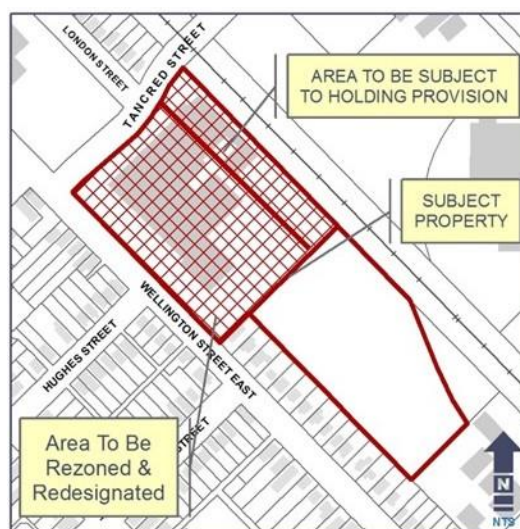 LONDON STREET
TANCRED STREET
AREA TO BE SUBJECT
TO HOLDING PROVISION
SUBJECT
PROPERTY
WELLINGTON STREET EAST
HUGHES STREET
STREET
Area To Be
Rezoned &
Redesignated
N
NTS